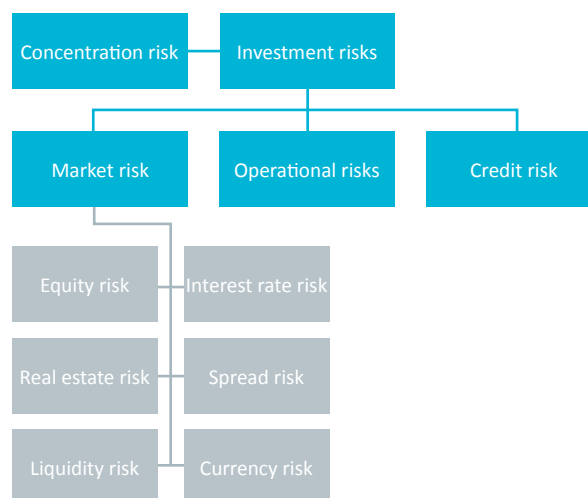 Concentration risk
Investment risks
Market risk
Operational risks
Credit risk
Equity risk
Interest rate risk
Real estate risk
Spread risk
Liquidity risk
Currency risk